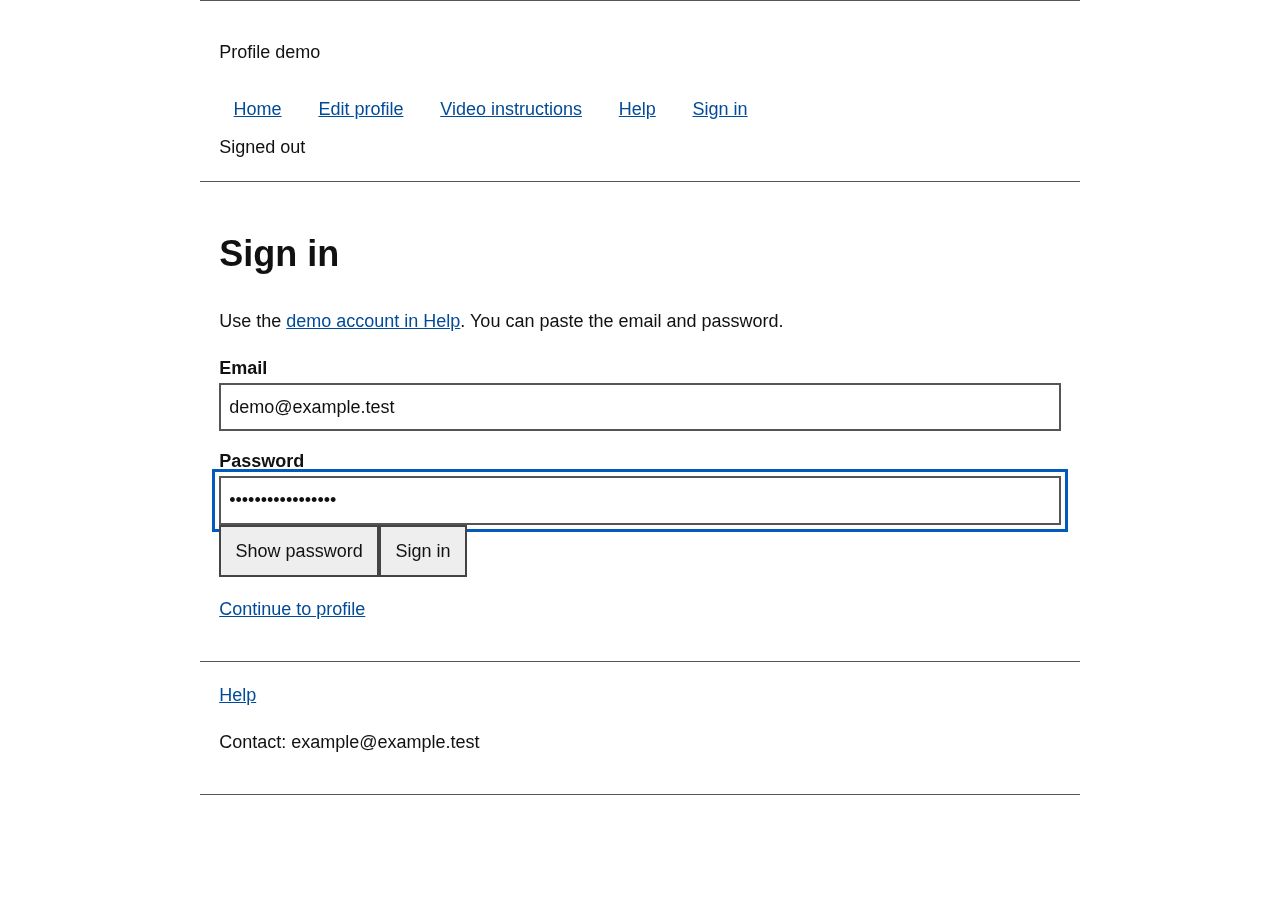 Profile demo
Home Edit profile Video instructions Help Sign in
Signed out
Sign in
Use the demo account in Help. You can paste the email and password.
Email
demo@example.test
Password
•••••••••••••••••
Show password Sign in
Continue to profile
Help
Contact: example@example.test